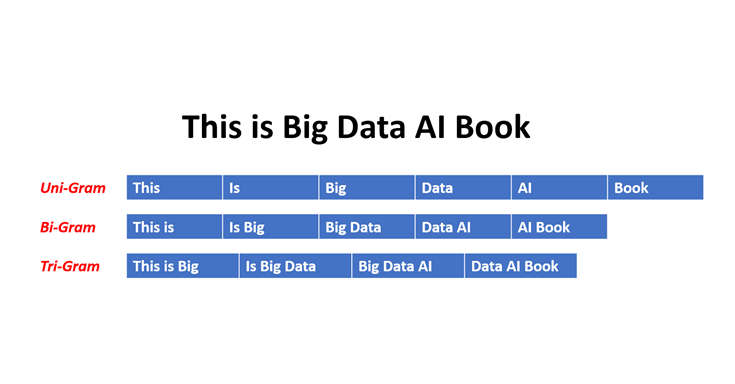 This is Big Data AI Book
Uni-Gram This Is Big Data AI Book
Bi-Gram This is Is Big Big Data Data AI AI Book
Tri-Gram This is Big Is Big Data Big Data AI Data AI Book